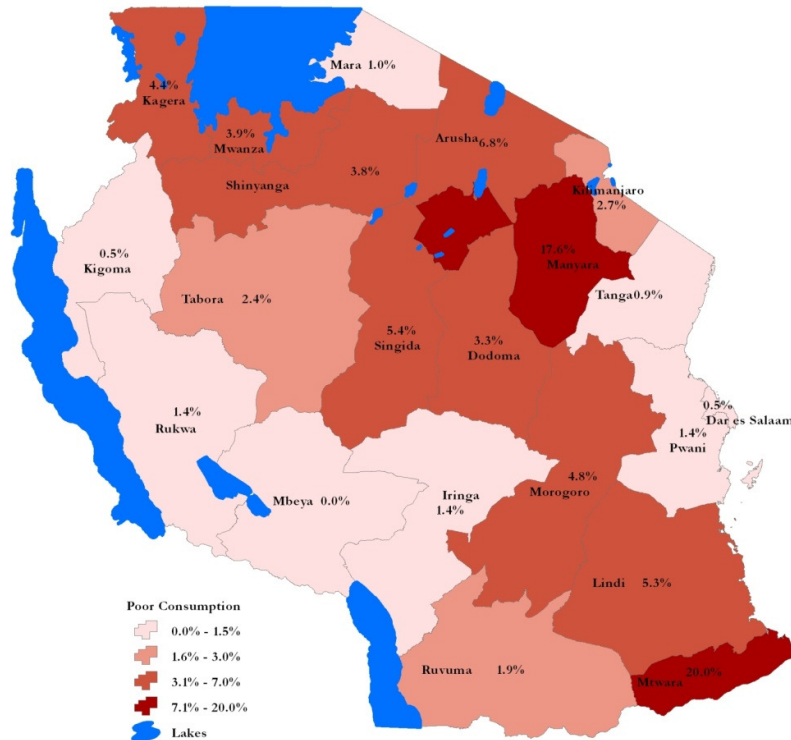 Mara 1.0%
4.4%
Kagera
3.9%
Mwanza
Arusha 6.8%
Shinyanga 3.8%
Kilimanjaro
2.7%
0.5%
Kigoma
17.6%
Manyara
Tabora 2.4%
Tanga 0.9%
5.4%
Singida
3.3%
Dodoma
0.5%
Dar es Salaam
1.4%
Rukwa
1.4%
Pwani
Mbeya 0.0%
Iringa
1.4%
4.8%
Morogoro
Lindi 5.3%
Ruvuma 1.9%
20.0%
Mtwara
Poor Consumption
0.0% - 1.5%
1.6% - 3.0%
3.1% - 7.0%
7.1% - 20.0%
Lakes